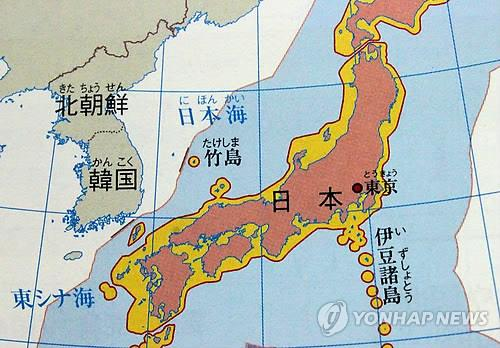 きた ちょう せん
北朝鮮
に ほん かい
日本海
たけしま
竹島
かん こく
韓国
とうきょう
東京
日 本
い ず しょ とう
伊豆諸島
東シナ海
YONHAP NEWS